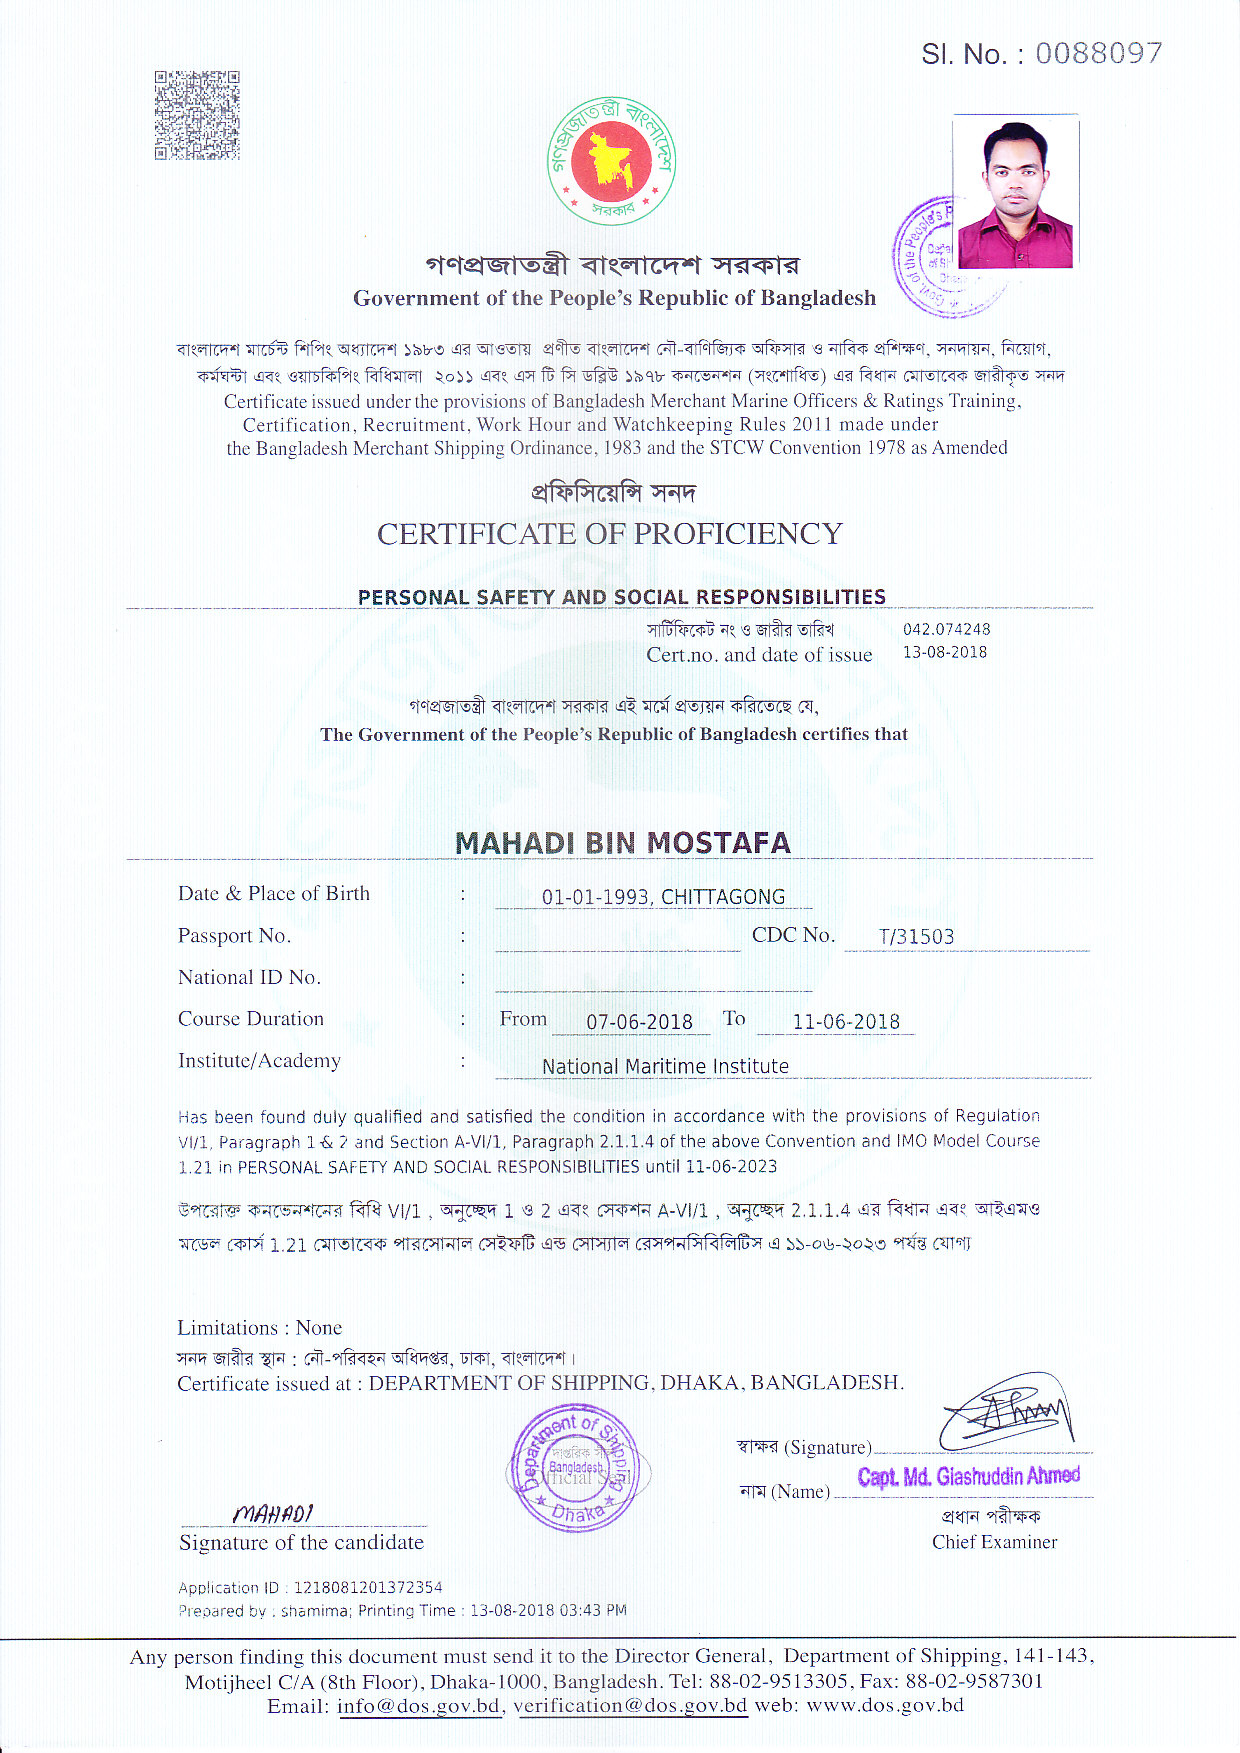 Sl. No. : 0088097
গণপ্রজাতন্ত্রী বাংলাদেশ
সরকার
গণপ্রজাতন্ত্রী বাংলাদেশ সরকার
Government of the People's Republic of Bangladesh
বাংলাদেশ মার্চেন্ট শিপিং অধ্যাদেশ ১৯৮৩ এর আওতায় প্রণীত বাংলাদেশ নৌ-বাণিজ্যিক অফিসার ও নাবিক প্রশিক্ষণ, সনদায়ন, নিয়োগ,
কর্মঘন্টা এবং ওয়াচকিপিং বিধিমালা ২০১১ এবং এস টি সি ডব্লিউ ১৯৭৮ কনভেনশন (সংশোধিত) এর বিধান মোতাবেক জারীকৃত সনদ
Certificate issued under the provisions of Bangladesh Merchant Marine Officers & Ratings Training,
Certification, Recruitment, Work Hour and Watchkeeping Rules 2011 made under
the Bangladesh Merchant Shipping Ordinance, 1983 and the STCW Convention 1978 as Amended
প্রফিসিয়েন্সি সনদ
CERTIFICATE OF PROFICIENCY
PERSONAL SAFETY AND SOCIAL RESPONSIBILITIES
সার্টিফিকেট নং ও জারীর তারিখ 042.074248
Cert.no. and date of issue 13-08-2018
গণপ্রজাতন্ত্রী বাংলাদেশ সরকার এই মর্মে প্রত্যয়ন করিতেছে যে,
The Government of the People's Republic of Bangladesh certifies that
MAHADI BIN MOSTAFA
Date & Place of Birth : 01-01-1993, CHITTAGONG
Passport No. : CDC No. T/31503
National ID No. :
Course Duration : From 07-06-2018 To 11-06-2018
Institute/Academy : National Maritime Institute
Has been found duly qualified and satisfied the condition in accordance with the provisions of Regulation
VI/1, Paragraph 1 & 2 and Section A-VI/1, Paragraph 2.1.1.4 of the above Convention and IMO Model Course
1.21 in PERSONAL SAFETY AND SOCIAL RESPONSIBILITIES until 11-06-2023
উপরোক্ত কনভেনশনের বিধি VI/1 , অনুচ্ছেদ 1 ও 2 এবং সেকশন A-VI/1 , অনুচ্ছেদ 2.1.1.4 এর বিধান এবং আইএমও
মডেল কোর্স 1.21 মোতাবেক পারসোনাল সেইফটি এন্ড সোস্যাল রেসপনসিবিলিটিস এ ১১-০৬-২০২৩ পর্যন্ত যোগ্য
Limitations : None
সনদ জারীর স্থান : নৌ-পরিবহন অধিদপ্তর, ঢাকা, বাংলাদেশ।
Certificate issued at : DEPARTMENT OF SHIPPING, DHAKA, BANGLADESH.
Department of Shipping
Bangladesh
Official Seal
Dhaka
স্বাক্ষর (Signature)
নাম (Name) Capt. Md. Giashuddin Ahmed
প্রধান পরীক্ষক
Chief Examiner
MAHADI
Signature of the candidate
Application ID : 1218081201372354
Prepared by : shamima; Printing Time : 13-08-2018 03:43 PM
Any person finding this document must send it to the Director General, Department of Shipping, 141-143,
Motijheel C/A (8th Floor), Dhaka-1000, Bangladesh. Tel: 88-02-9513305, Fax: 88-02-9587301
Email: info@dos.gov.bd, verification@dos.gov.bd web: www.dos.gov.bd